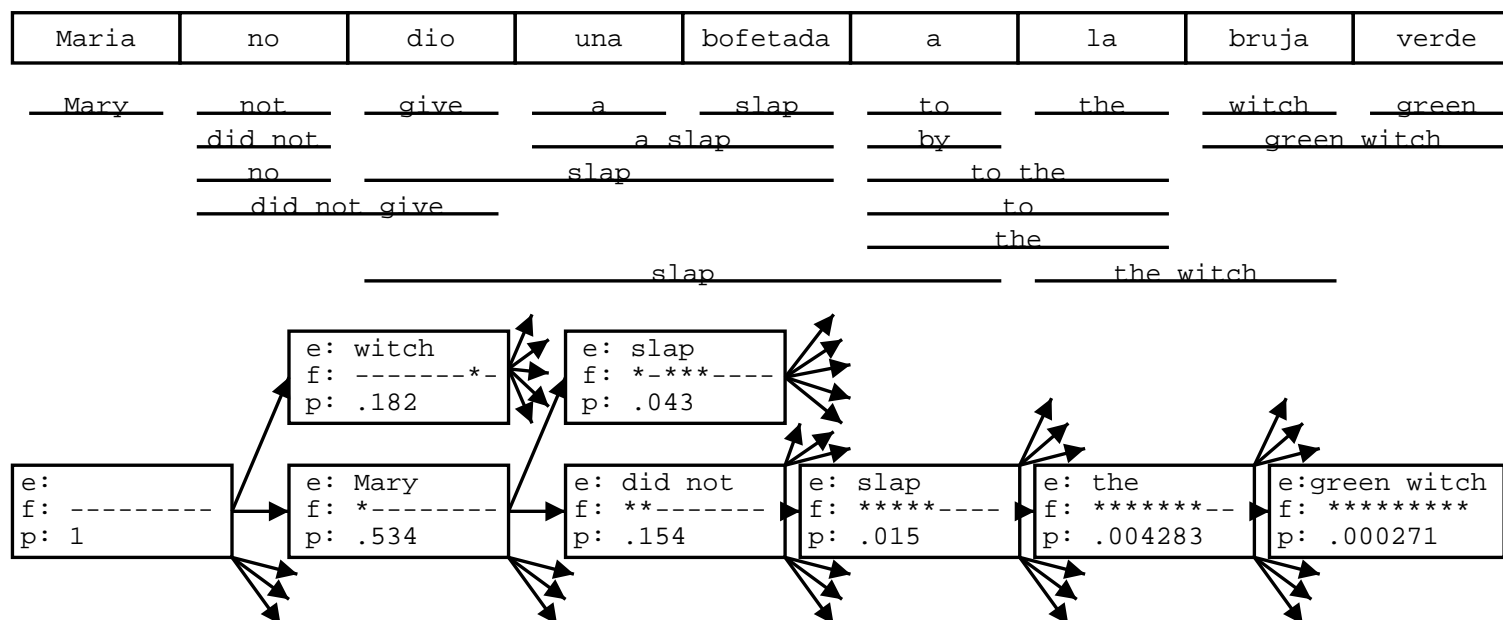 Maria no dio una bofetada a la bruja verde
Mary not give a slap to the witch green
did not a slap by green witch
no slap to the
did not give to
the
slap the witch
e: witch
f: -------*-
p: .182
e: slap
f: *-***----
p: .043
e:
f: ---------
p: 1
e: Mary
f: *--------
p: .534
e: did not
f: **-------
p: .154
e: slap
f: *****----
p: .015
e: the
f: *******--
p: .004283
e:green witch
f: *********
p: .000271